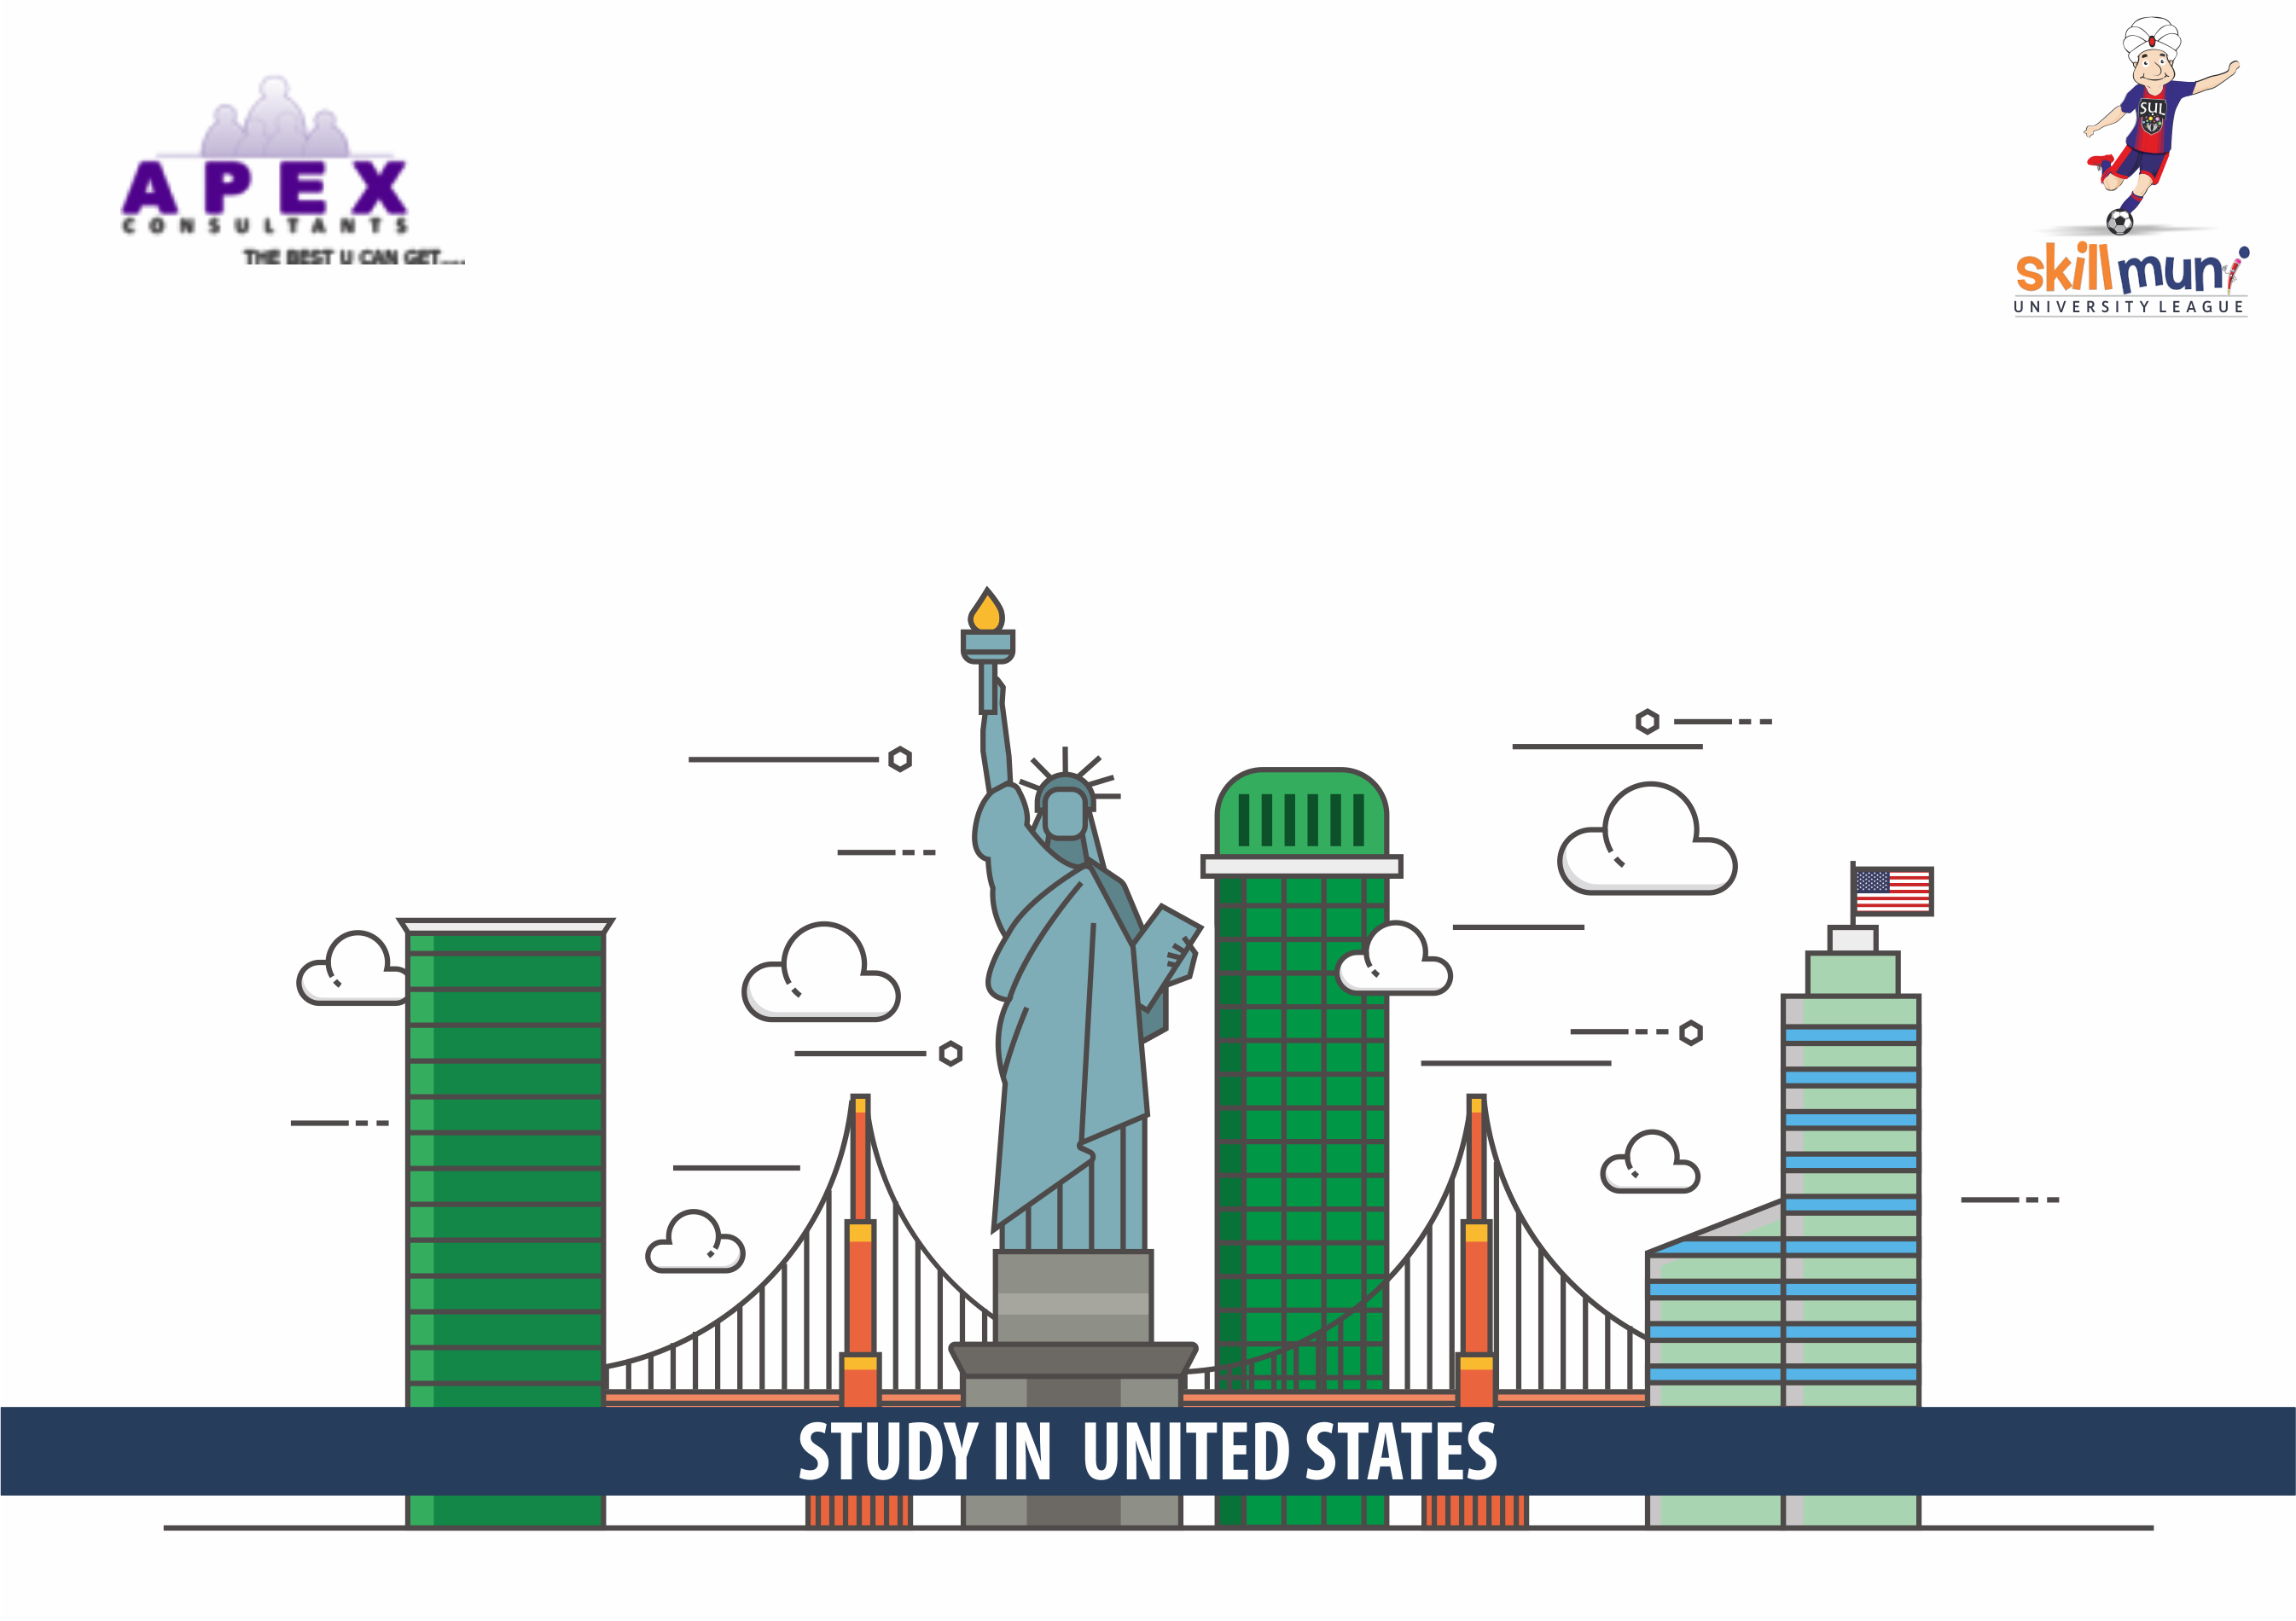 APEX
CONSULTANTS
THE BEST U CAN GET.....
SUL
skillmuni
UNIVERSITY LEAGUE
STUDY IN UNITED STATES